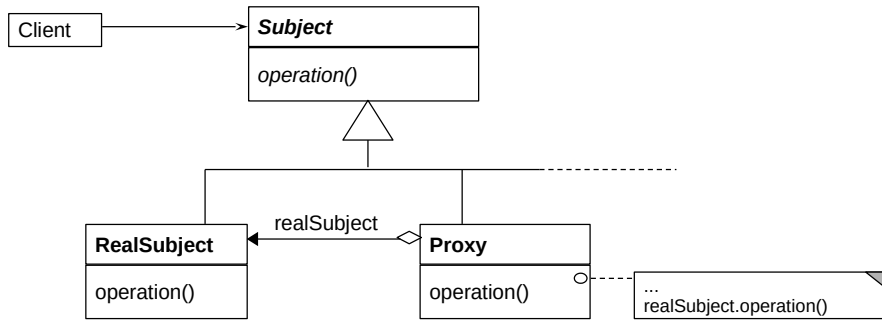 Client
Subject
operation()
realSubject
RealSubject
Proxy
operation()
operation()
...
realSubject.operation()